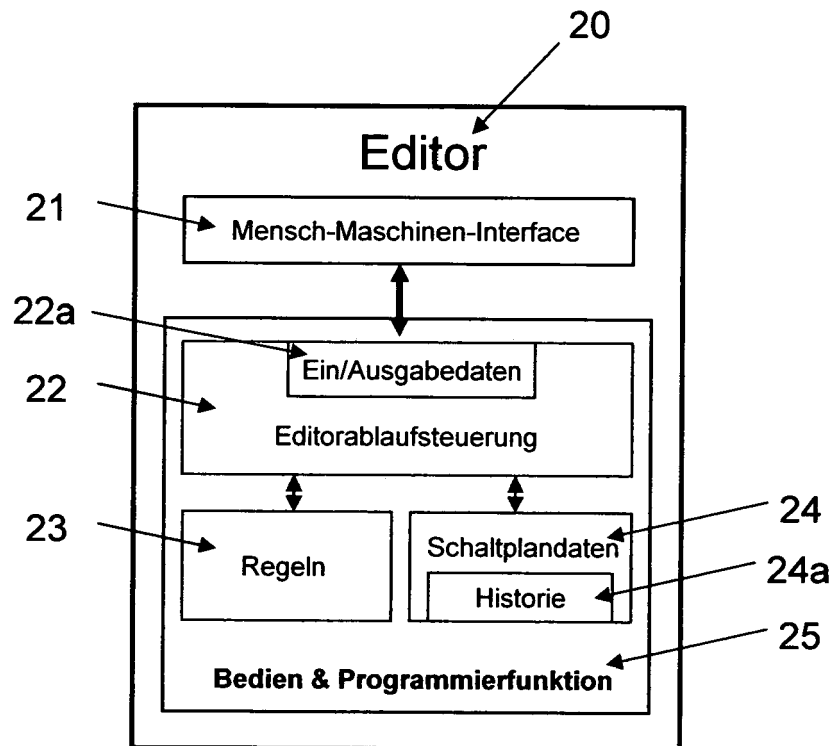 20
Editor
21
Mensch-Maschinen-Interface
22a
Ein/Ausgabedaten
22
Editorablaufsteuerung
23
Regeln
24
Schaltplandaten
24a
Historie
25
Bedien & Programmierfunktion